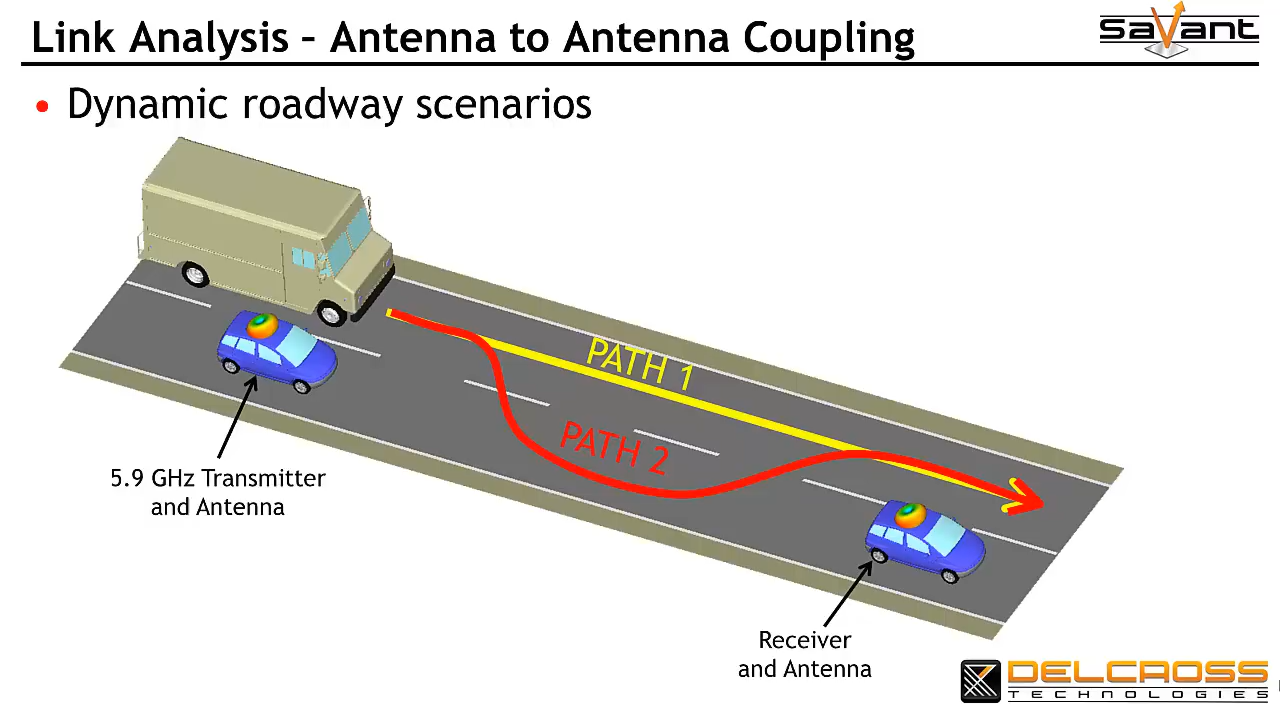 Link Analysis – Antenna to Antenna Coupling
Savant
• Dynamic roadway scenarios
PATH 1
PATH 2
5.9 GHz Transmitter
and Antenna
Receiver
and Antenna
DELCROSS
TECHNOLOGIES